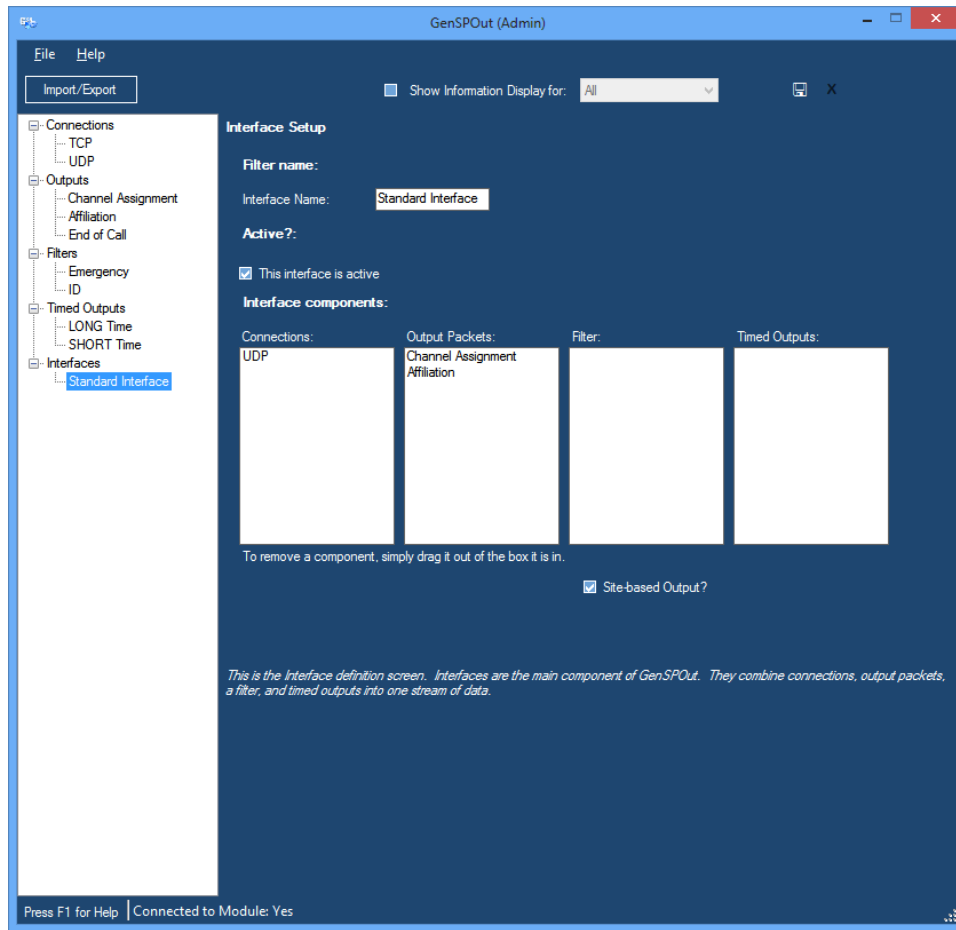 GenSPOut (Admin)
File Help
Import/Export
Show Information Display for: All
X
Connections
TCP
UDP
Outputs
Channel Assignment
Affiliation
End of Call
Filters
Emergency
ID
Timed Outputs
LONG Time
SHORT Time
Interfaces
Standard Interface
Interface Setup
Filter name:
Interface Name: Standard Interface
Active?:
This interface is active
Interface components:
Connections: Output Packets: Filter: Timed Outputs:
UDP Channel Assignment
Affiliation
To remove a component, simply drag it out of the box it is in.
Site-based Output?
This is the Interface definition screen. Interfaces are the main component of GenSPOut. They combine connections, output packets,
a filter, and timed outputs into one stream of data.
Press F1 for Help Connected to Module: Yes